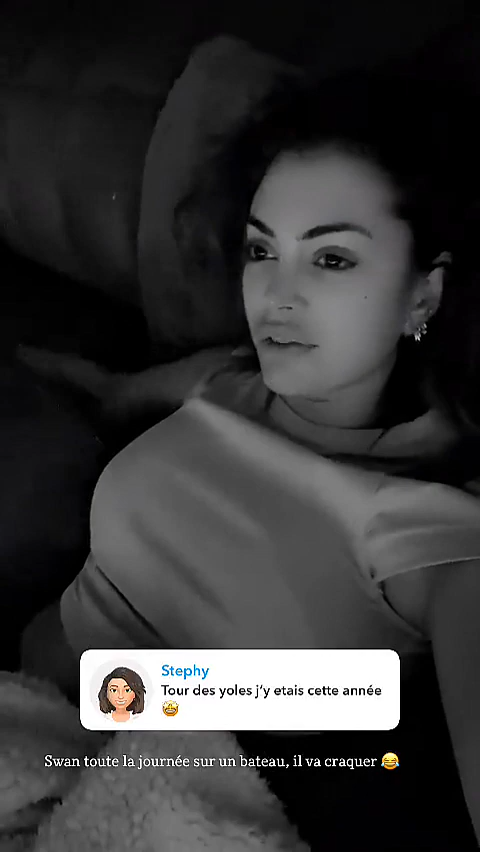 Stephy
Tour des yoles j’y etais cette année
🤩
Swan toute la journée sur un bateau, il va craquer 😂